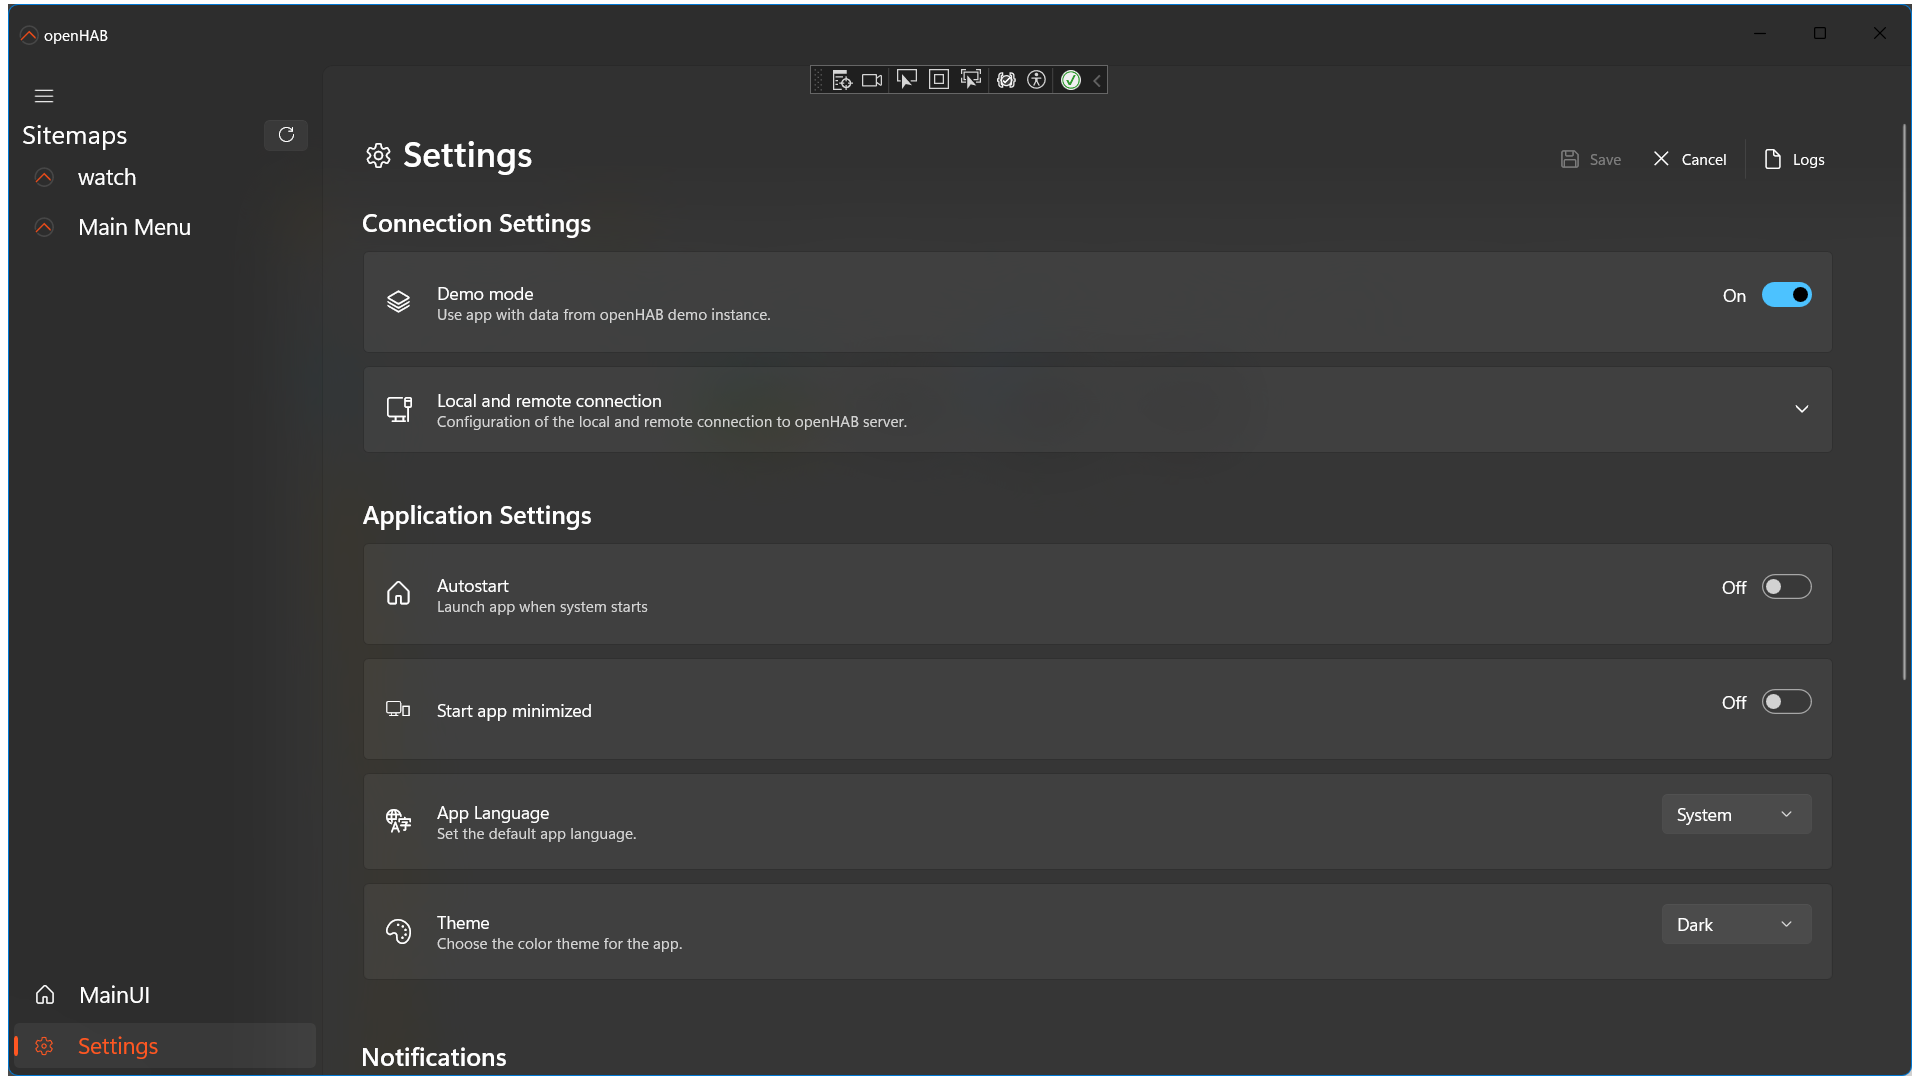 openHAB
Sitemaps
watch
Main Menu
Settings
Save
Cancel
Logs
Connection Settings
Demo mode
Use app with data from openHAB demo instance.
On
Local and remote connection
Configuration of the local and remote connection to openHAB server.
Application Settings
Autostart
Launch app when system starts
Off
Start app minimized
Off
App Language
Set the default app language.
System
Theme
Choose the color theme for the app.
Dark
Notifications
MainUI
Settings